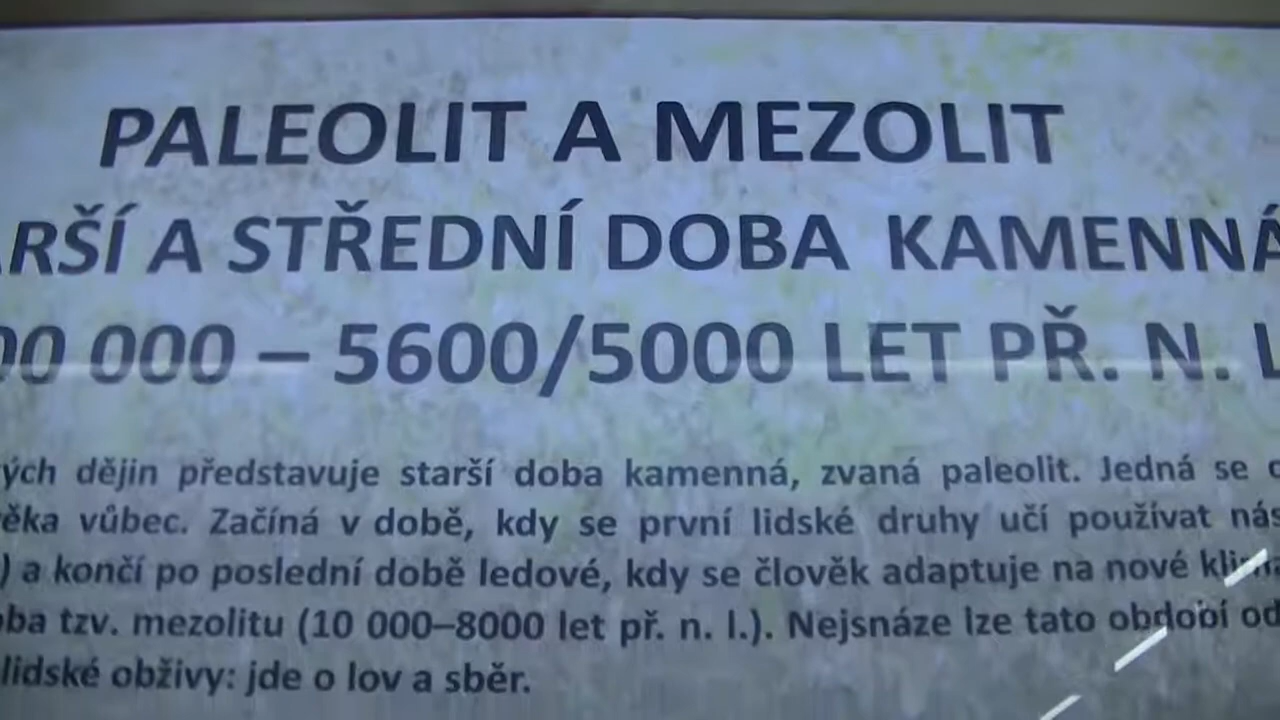 PALEOLIT A MEZOLIT
RŠÍ A STŘEDNÍ DOBA KAMENNÁ
00 000 – 5600/5000 LET PŘ. N. L
ých dějin představuje starší doba kamenná, zvaná paleolit. Jedná se
ěka vůbec. Začíná v době, kdy se první lidské druhy učí používat nás
) a končí po poslední době ledové, kdy se člověk adaptuje na nové
ba tzv. mezolitu (10 000–8000 let př. n. l.). Nejsnáze lze tato období od
lidské obživy: jde o lov a sběr.